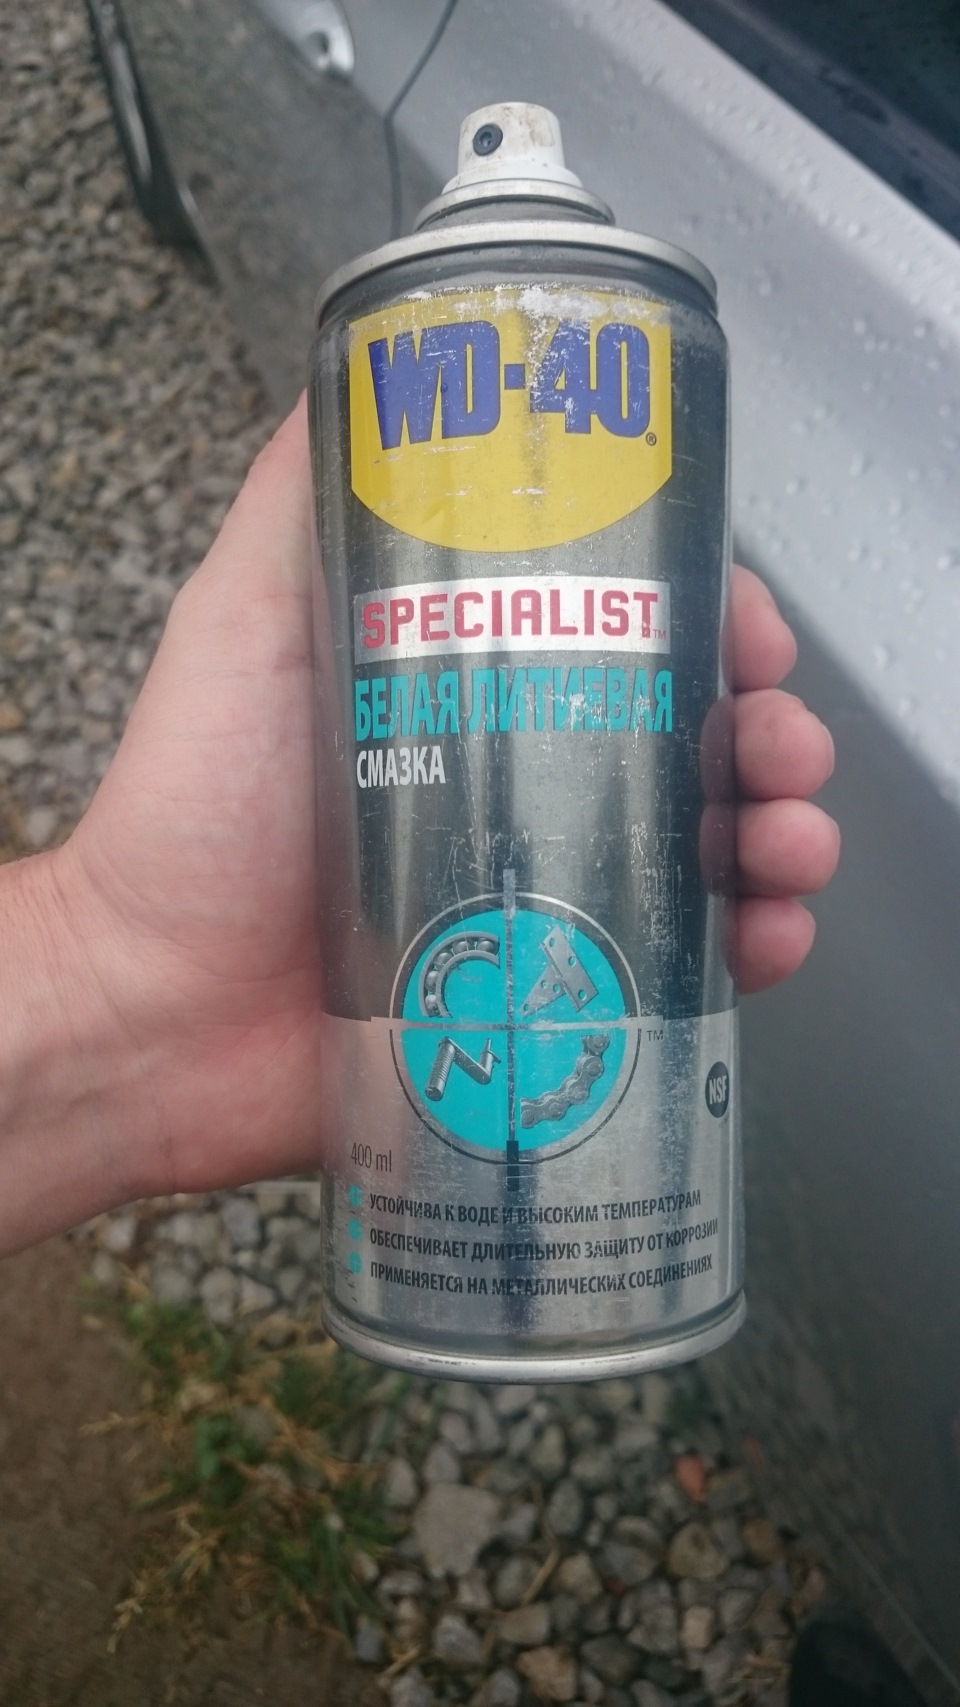 WD-40®
SPECIALIST™
БЕЛАЯ ЛИТИЕВАЯ
СМАЗКА
™
NSF
400 ml
УСТОЙЧИВА К ВОДЕ И ВЫСОКИМ ТЕМПЕРАТУРАМ
ОБЕСПЕЧИВАЕТ ДЛИТЕЛЬНУЮ ЗАЩИТУ ОТ КОРРОЗИИ
ПРИМЕНЯЕТСЯ НА МЕТАЛЛИЧЕСКИХ СОЕДИНЕНИЯХ